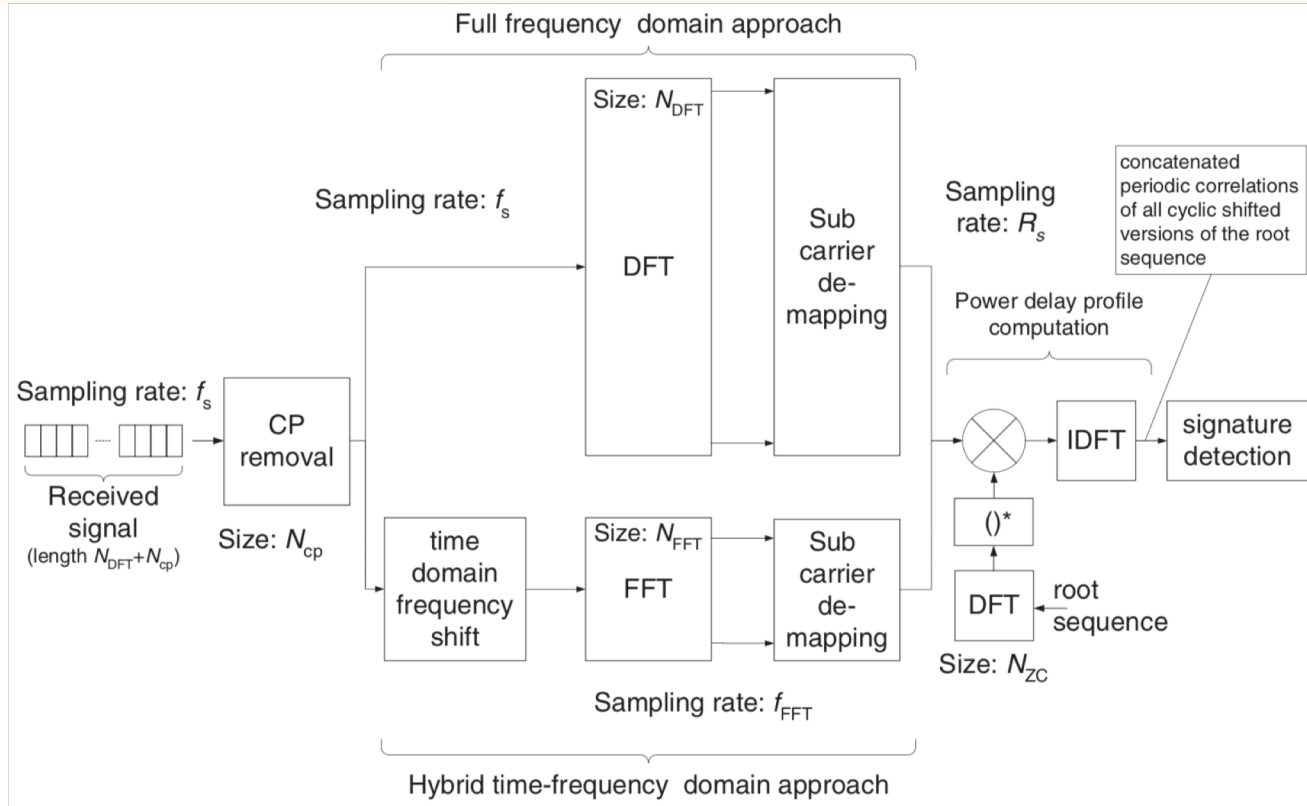 Full frequency domain approach
Size: N_DFT
Sampling rate: f_s
DFT
Sub
carrier
de-
mapping
Sampling
rate: R_s
concatenated
periodic correlations
of all cyclic shifted
versions of the root
sequence
Power delay profile
computation
Sampling rate: f_s
CP
removal
Received
signal
(length N_DFT+N_cp)
Size: N_cp
time
domain
frequency
shift
Size: N_FFT
FFT
Sub
carrier
de-
mapping
IDFT
signature
detection
()*
DFT
root
sequence
Size: N_ZC
Sampling rate: f_FFT
Hybrid time-frequency domain approach